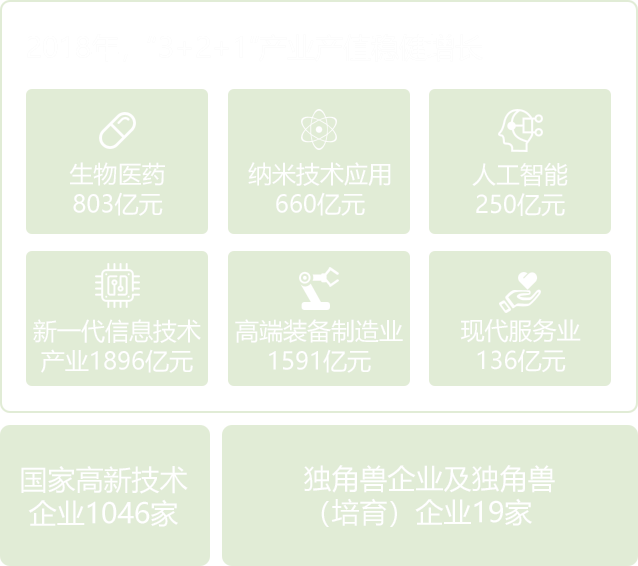 生物医药
803亿元
纳米技术应用
660亿元
人工智能
250亿元
新一代信息技术
产业1896亿元
高端装备制造业
1591亿元
现代服务业
136亿元
国家高新技术
企业1046家
独角兽企业及独角兽
（培育）企业19家